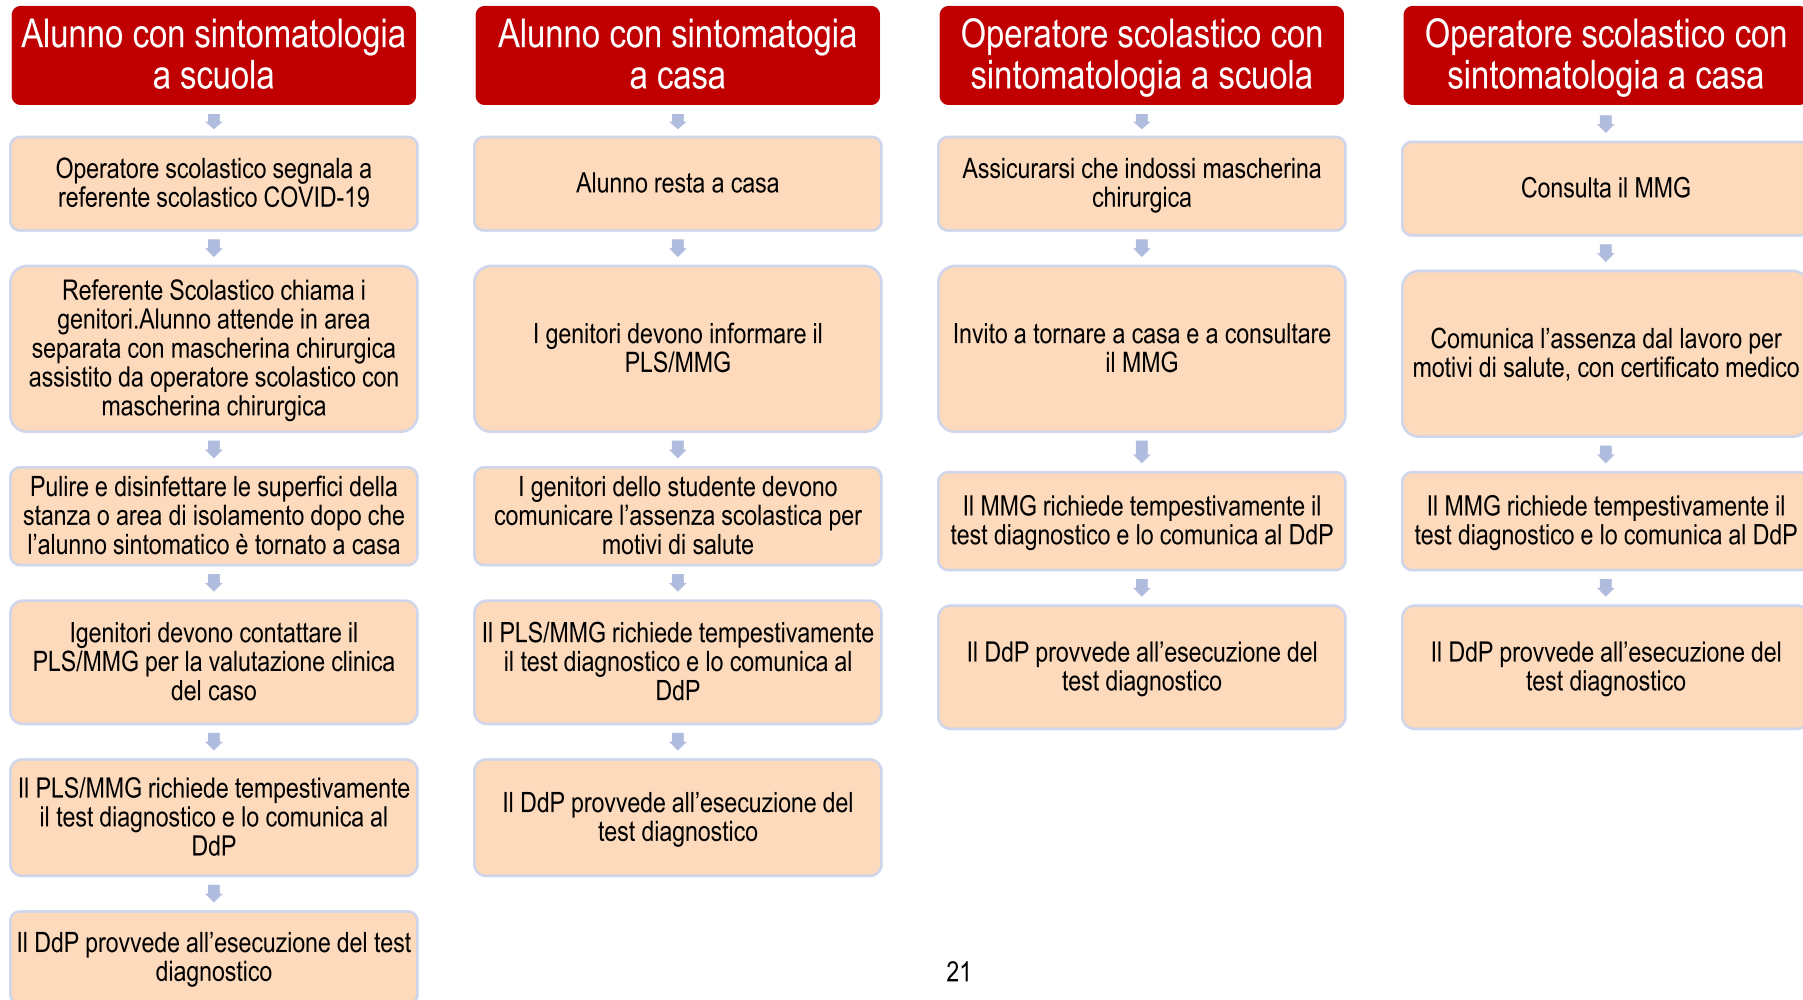 Alunno con sintomatologia
a scuola
Operatore scolastico segnala a
referente scolastico COVID-19
Referente Scolastico chiama i
genitori.Alunno attende in area
separata con mascherina chirurgica
assistito da operatore scolastico con
mascherina chirurgica
Pulire e disinfettare le superfici della
stanza o area di isolamento dopo che
l’alunno sintomatico è tornato a casa
Igenitori devono contattare il
PLS/MMG per la valutazione clinica
del caso
Il PLS/MMG richiede tempestivamente
il test diagnostico e lo comunica al
DdP
Il DdP provvede all’esecuzione del test
diagnostico
Alunno con sintomatogia
a casa
Alunno resta a casa
I genitori devono informare il
PLS/MMG
I genitori dello studente devono
comunicare l’assenza scolastica per
motivi di salute
Il PLS/MMG richiede tempestivamente
il test diagnostico e lo comunica al
DdP
Il DdP provvede all’esecuzione del
test diagnostico
Operatore scolastico con
sintomatologia a scuola
Assicurarsi che indossi mascherina
chirurgica
Invito a tornare a casa e a consultare
il MMG
Il MMG richiede tempestivamente il
test diagnostico e lo comunica al DdP
Il DdP provvede all’esecuzione del
test diagnostico
Operatore scolastico con
sintomatologia a casa
Consulta il MMG
Comunica l’assenza dal lavoro per
motivi di salute, con certificato medico
Il MMG richiede tempestivamente il
test diagnostico e lo comunica al DdP
Il DdP provvede all’esecuzione del
test diagnostico
21